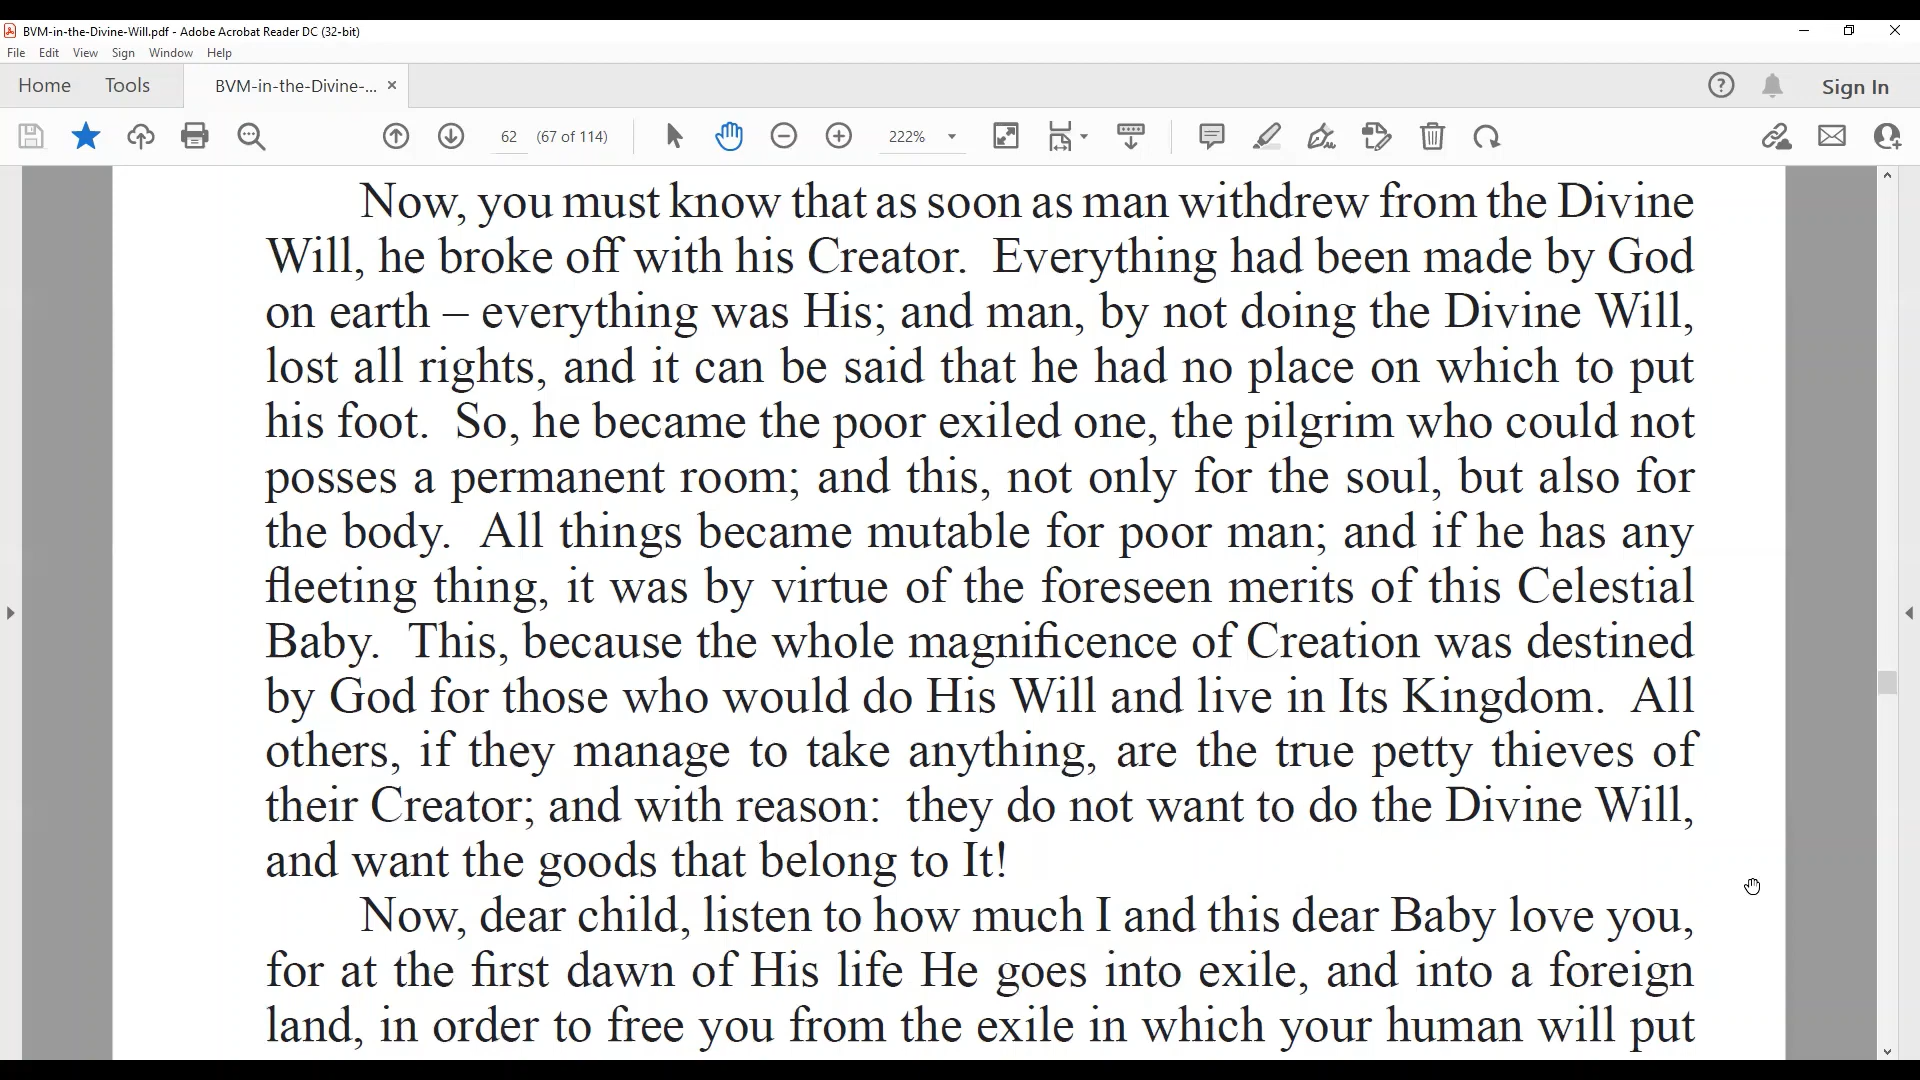 BVM-in-the-Divine-Will.pdf - Adobe Acrobat Reader DC (32-bit)
File Edit View Sign Window Help
Home Tools BVM-in-the-Divine-... Sign In
62 (67 of 114) 222%
Now, you must know that as soon as man withdrew from the Divine
Will, he broke off with his Creator. Everything had been made by God
on earth – everything was His; and man, by not doing the Divine Will,
lost all rights, and it can be said that he had no place on which to put
his foot. So, he became the poor exiled one, the pilgrim who could not
posses a permanent room; and this, not only for the soul, but also for
the body. All things became mutable for poor man; and if he has any
fleeting thing, it was by virtue of the foreseen merits of this Celestial
Baby. This, because the whole magnificence of Creation was destined
by God for those who would do His Will and live in Its Kingdom. All
others, if they manage to take anything, are the true petty thieves of
their Creator; and with reason: they do not want to do the Divine Will,
and want the goods that belong to It!
Now, dear child, listen to how much I and this dear Baby love you,
for at the first dawn of His life He goes into exile, and into a foreign
land, in order to free you from the exile in which your human will put